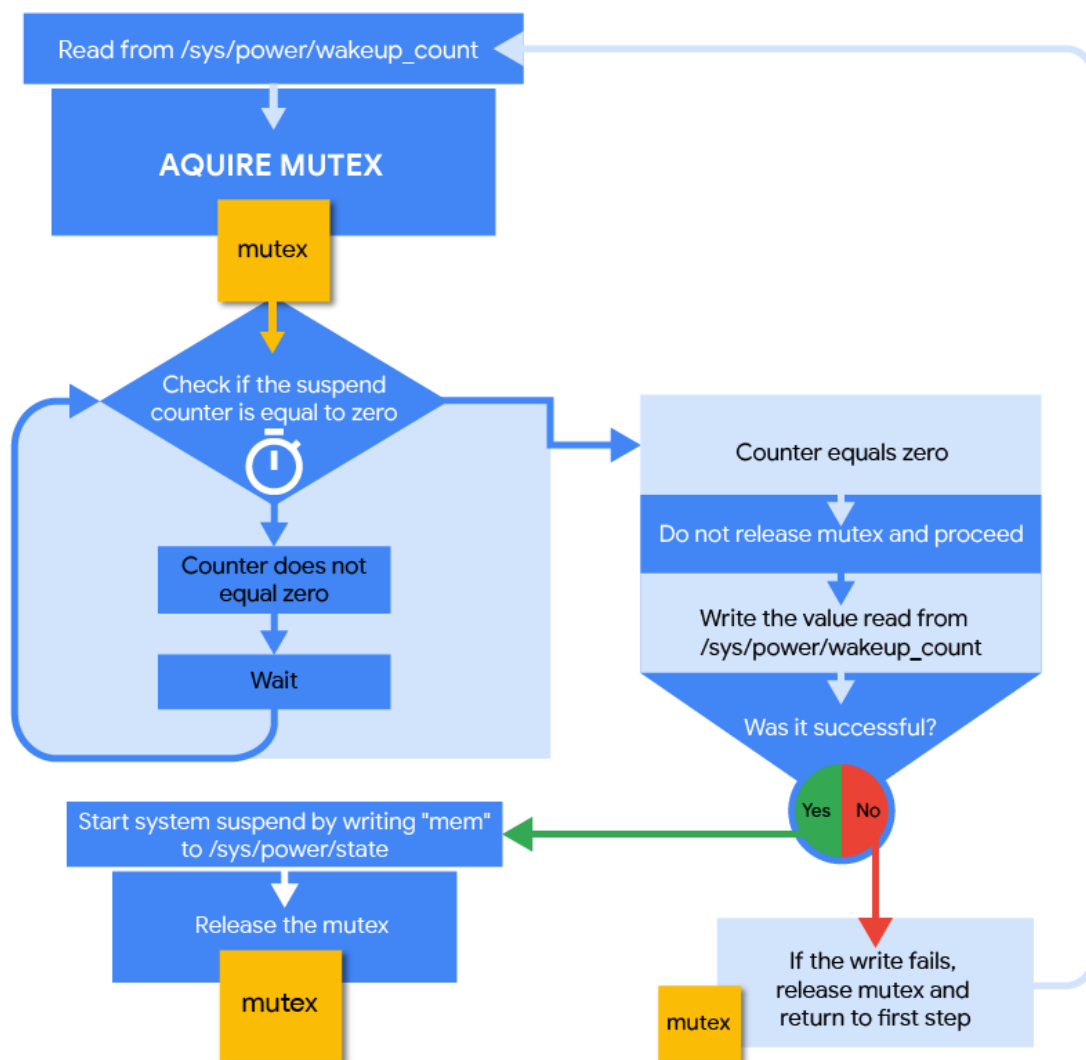 Read from /sys/power/wakeup_count
AQUIRE MUTEX
mutex
Check if the suspend
counter is equal to zero
Counter does not
equal zero
Wait
Counter equals zero
Do not release mutex and proceed
Write the value read from
/sys/power/wakeup_count
Was it successful?
Yes No
Start system suspend by writing "mem"
to /sys/power/state
Release the mutex
mutex
If the write fails,
release mutex and
return to first step
mutex